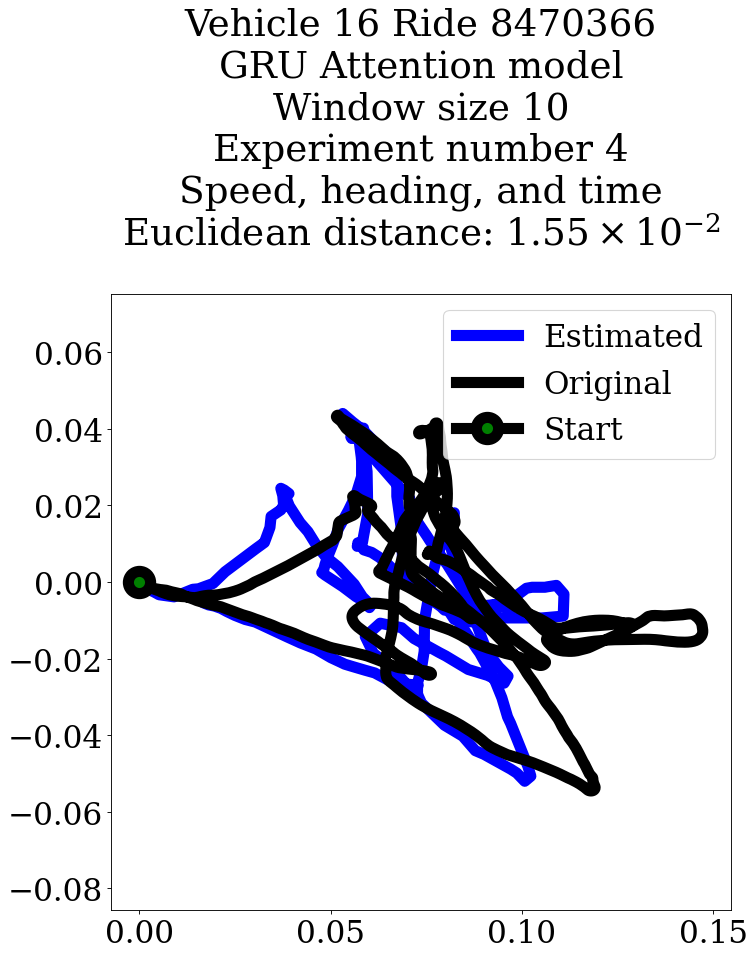 Vehicle 16 Ride 8470366
GRU Attention model
Window size 10
Experiment number 4
Speed, heading, and time
Euclidean distance: 1.55 × 10⁻²
Estimated
Original
Start
0.06
0.04
0.02
0.00
−0.02
−0.04
−0.06
−0.08
0.00 0.05 0.10 0.15